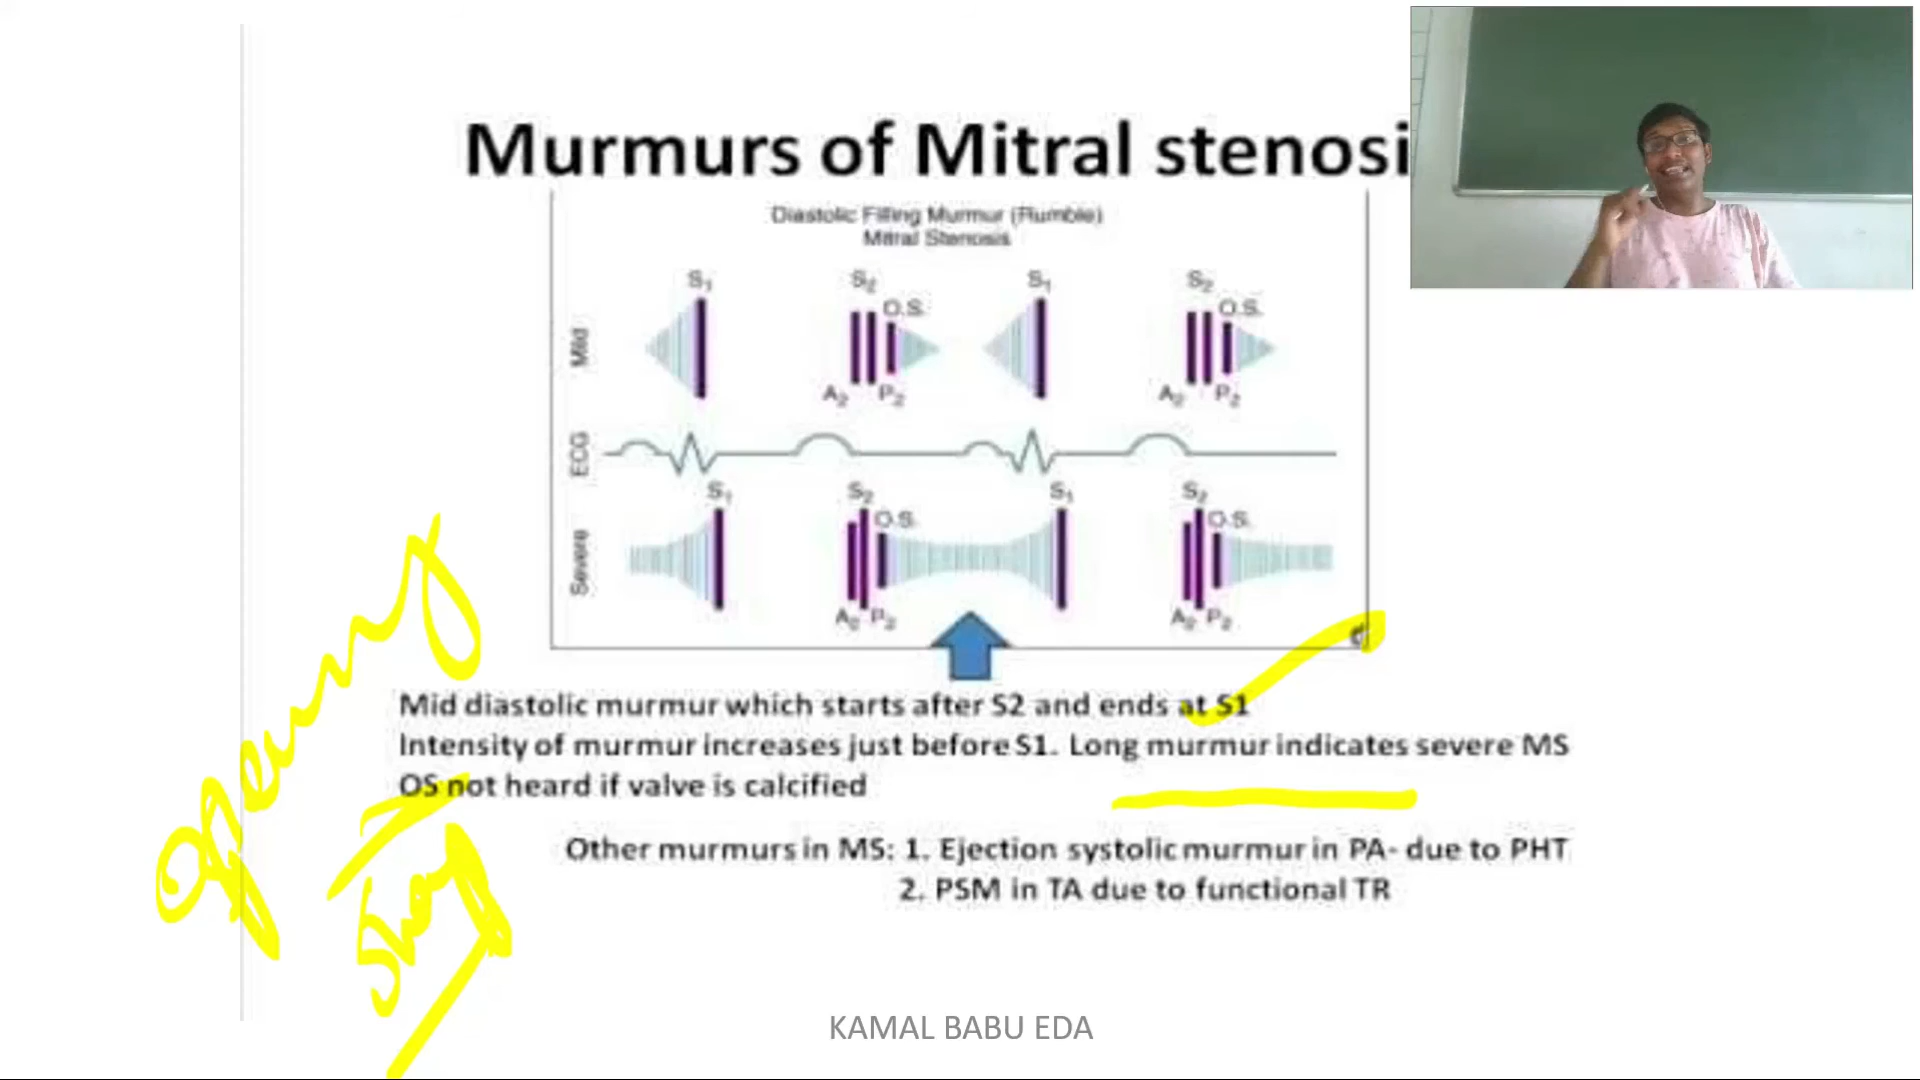 Murmurs of Mitral stenosi
Diastolic Filling Murmur (Rumble)
Mitral Stenosis
S1 S2 O.S. S1 S2 O.S.
Mild
A2 P2 A2 P2
ECG
S1 S2 O.S. S1 S2 O.S.
Severe
A2 P2 A2 P2
Mid diastolic murmur which starts after S2 and ends at S1
Intensity of murmur increases just before S1. Long murmur indicates severe MS
OS not heard if valve is calcified
Other murmurs in MS: 1. Ejection systolic murmur in PA- due to PHT
2. PSM in TA due to functional TR
Opening
Snap
KAMAL BABU EDA